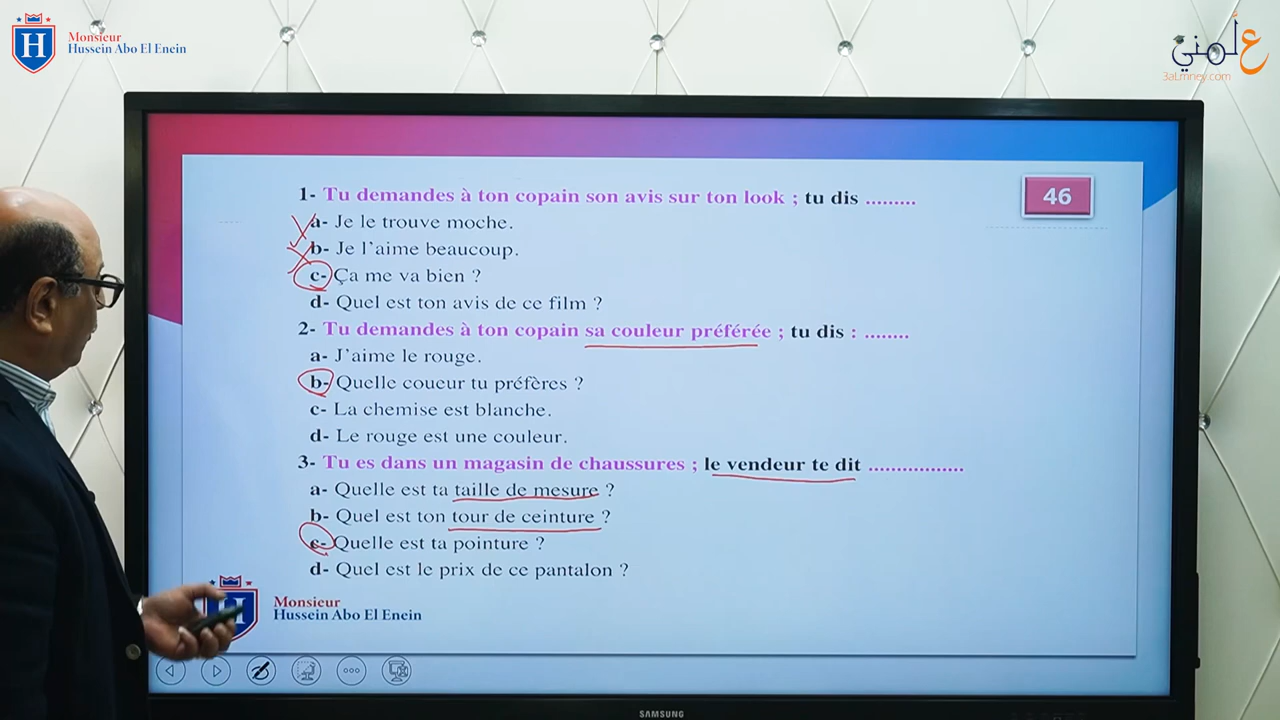 Monsieur
Hussein Abo El Enein
علمني
3aLmney.com
46
1- Tu demandes à ton copain son avis sur ton look ; tu dis .........
a- Je le trouve moche.
b- Je l'aime beaucoup.
c- Ça me va bien ?
d- Quel est ton avis de ce film ?
2- Tu demandes à ton copain sa couleur préférée ; tu dis : ........
a- J'aime le rouge.
b- Quelle coueur tu préfères ?
c- La chemise est blanche.
d- Le rouge est une couleur.
3- Tu es dans un magasin de chaussures ; le vendeur te dit .................
a- Quelle est ta taille de mesure ?
b- Quel est ton tour de ceinture ?
c- Quelle est ta pointure ?
d- Quel est le prix de ce pantalon ?
H
Monsieur
Hussein Abo El Enein
SAMSUNG